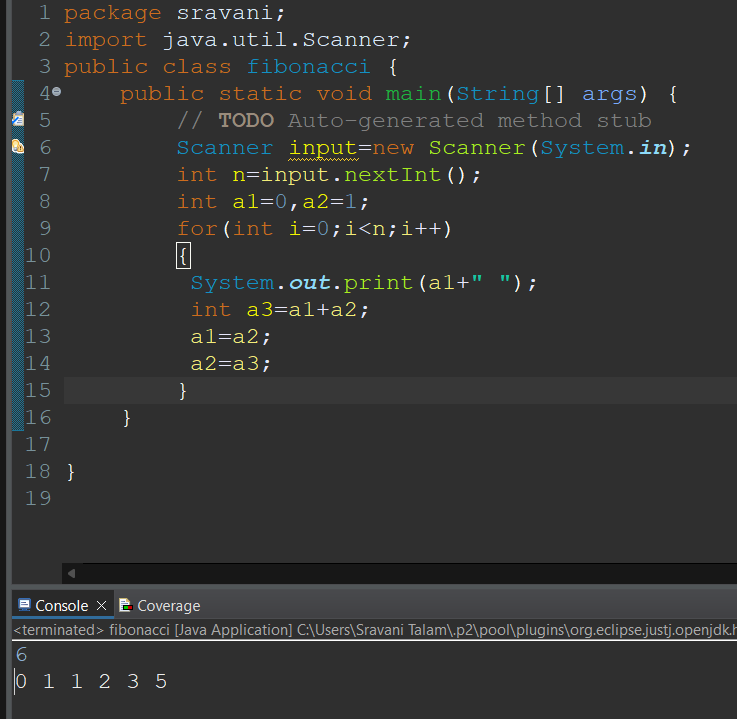 1 package sravani;
2 import java.util.Scanner;
3 public class fibonacci {
4 public static void main(String[] args) {
5 // TODO Auto-generated method stub
6 Scanner input=new Scanner(System.in);
7 int n=input.nextInt();
8 int a1=0,a2=1;
9 for(int i=0;i<n;i++)
10 {
11 System.out.print(a1+" ");
12 int a3=a1+a2;
13 a1=a2;
14 a2=a3;
15 }
16 }
17
18 }
19
Console Coverage
<terminated> fibonacci [Java Application] C:\Users\Sravani Talam\.p2\pool\plugins\org.eclipse.justj.openjdk.h
6
0 1 1 2 3 5